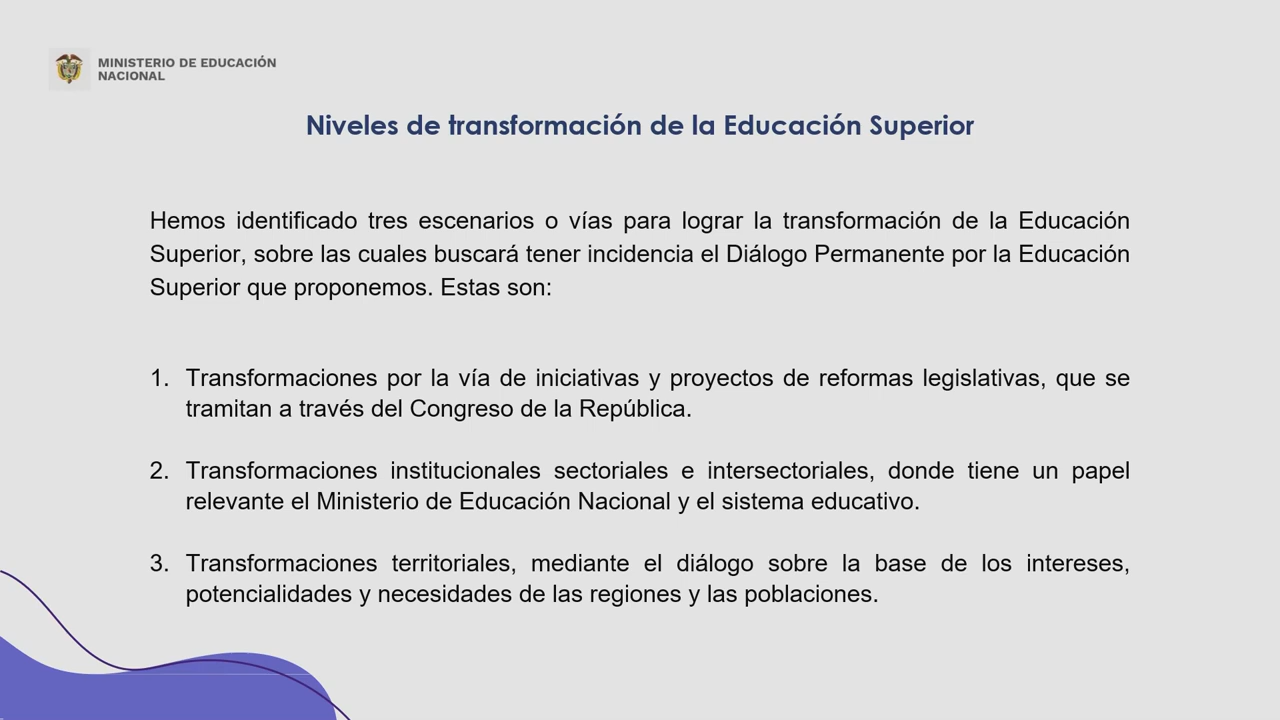 MINISTERIO DE EDUCACIÓN
NACIONAL
Niveles de transformación de la Educación Superior
Hemos identificado tres escenarios o vías para lograr la transformación de la Educación
Superior, sobre las cuales buscará tener incidencia el Diálogo Permanente por la Educación
Superior que proponemos. Estas son:
1. Transformaciones por la vía de iniciativas y proyectos de reformas legislativas, que se
tramitan a través del Congreso de la República.
2. Transformaciones institucionales sectoriales e intersectoriales, donde tiene un papel
relevante el Ministerio de Educación Nacional y el sistema educativo.
3. Transformaciones territoriales, mediante el diálogo sobre la base de los intereses,
potencialidades y necesidades de las regiones y las poblaciones.